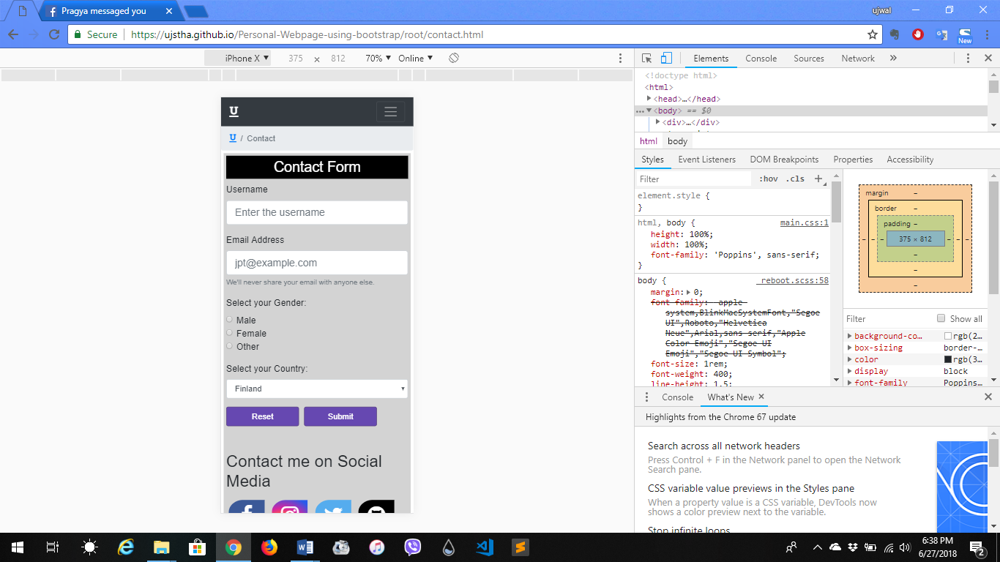 Pragya messaged you
ujwal
Secure
https://ujstha.github.io/Personal-Webpage-using-bootstrap/root/contact.html
New
iPhone X ▼ 375 × 812 70% ▼ Online ▼
Elements Console Sources Network »
<!doctype html>
<html>
<head>…</head>
…<body> == $0
<div>…</div>
html body
Styles Event Listeners DOM Breakpoints Properties Accessibility
Filter :hov .cls +
element.style {
}
html, body { main.css:1
height: 100%;
width: 100%;
font-family: 'Poppins', sans-serif;
}
body { _reboot.scss:58
margin: 0;
font-family: -apple-
system,BlinkMacSystemFont,"Segoe
UI",Roboto,"Helvetica
Neue",Arial,sans-serif,"Apple
Color Emoji","Segoe UI
Emoji","Segoe UI Symbol";
font-size: 1rem;
font-weight: 400;
line-height: 1.5;
margin –
border –
padding –
– – – 375 × 812 – – –
–
–
–
Filter Show all
background-co… rgb(2…
box-sizing border-…
color rgb(3…
display block
font-family Poppins…
U
U / Contact
Contact Form
Username
Enter the username
Email Address
jpt@example.com
We'll never share your email with anyone else.
Select your Gender:
Male
Female
Other
Select your Country:
Finland
Reset Submit
Contact me on Social
Media
Console What's New ×
Highlights from the Chrome 67 update
Search across all network headers
Press Control + F in the Network panel to open the Network
Search pane.
CSS variable value previews in the Styles pane
When a property value is a CSS variable, DevTools now
shows a color preview next to the variable.
Stop infinite loops
6:38 PM
6/27/2018
2